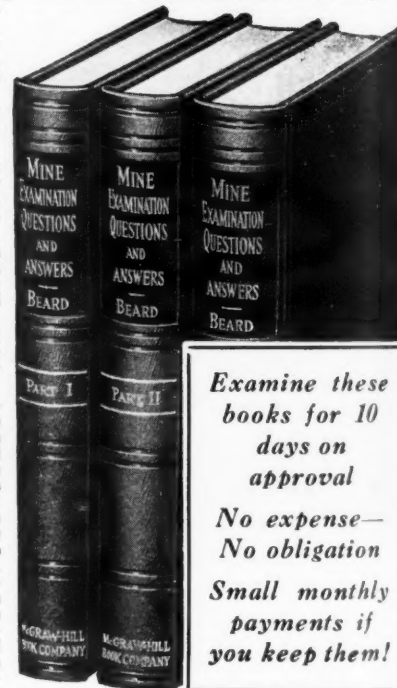 MINE
EXAMINATION
QUESTIONS
AND
ANSWERS
BEARD
PART I
McGRAW-HILL
BOOK COMPANY
MINE
EXAMINATION
QUESTIONS
AND
ANSWERS
BEARD
PART II
McGRAW-HILL
BOOK COMPANY
MINE
EXAMINATION
QUESTIONS
AND
ANSWERS
BEARD
Examine these
books for 10
days on
approval
No expense—
No obligation
Small monthly
payments if
you keep them!